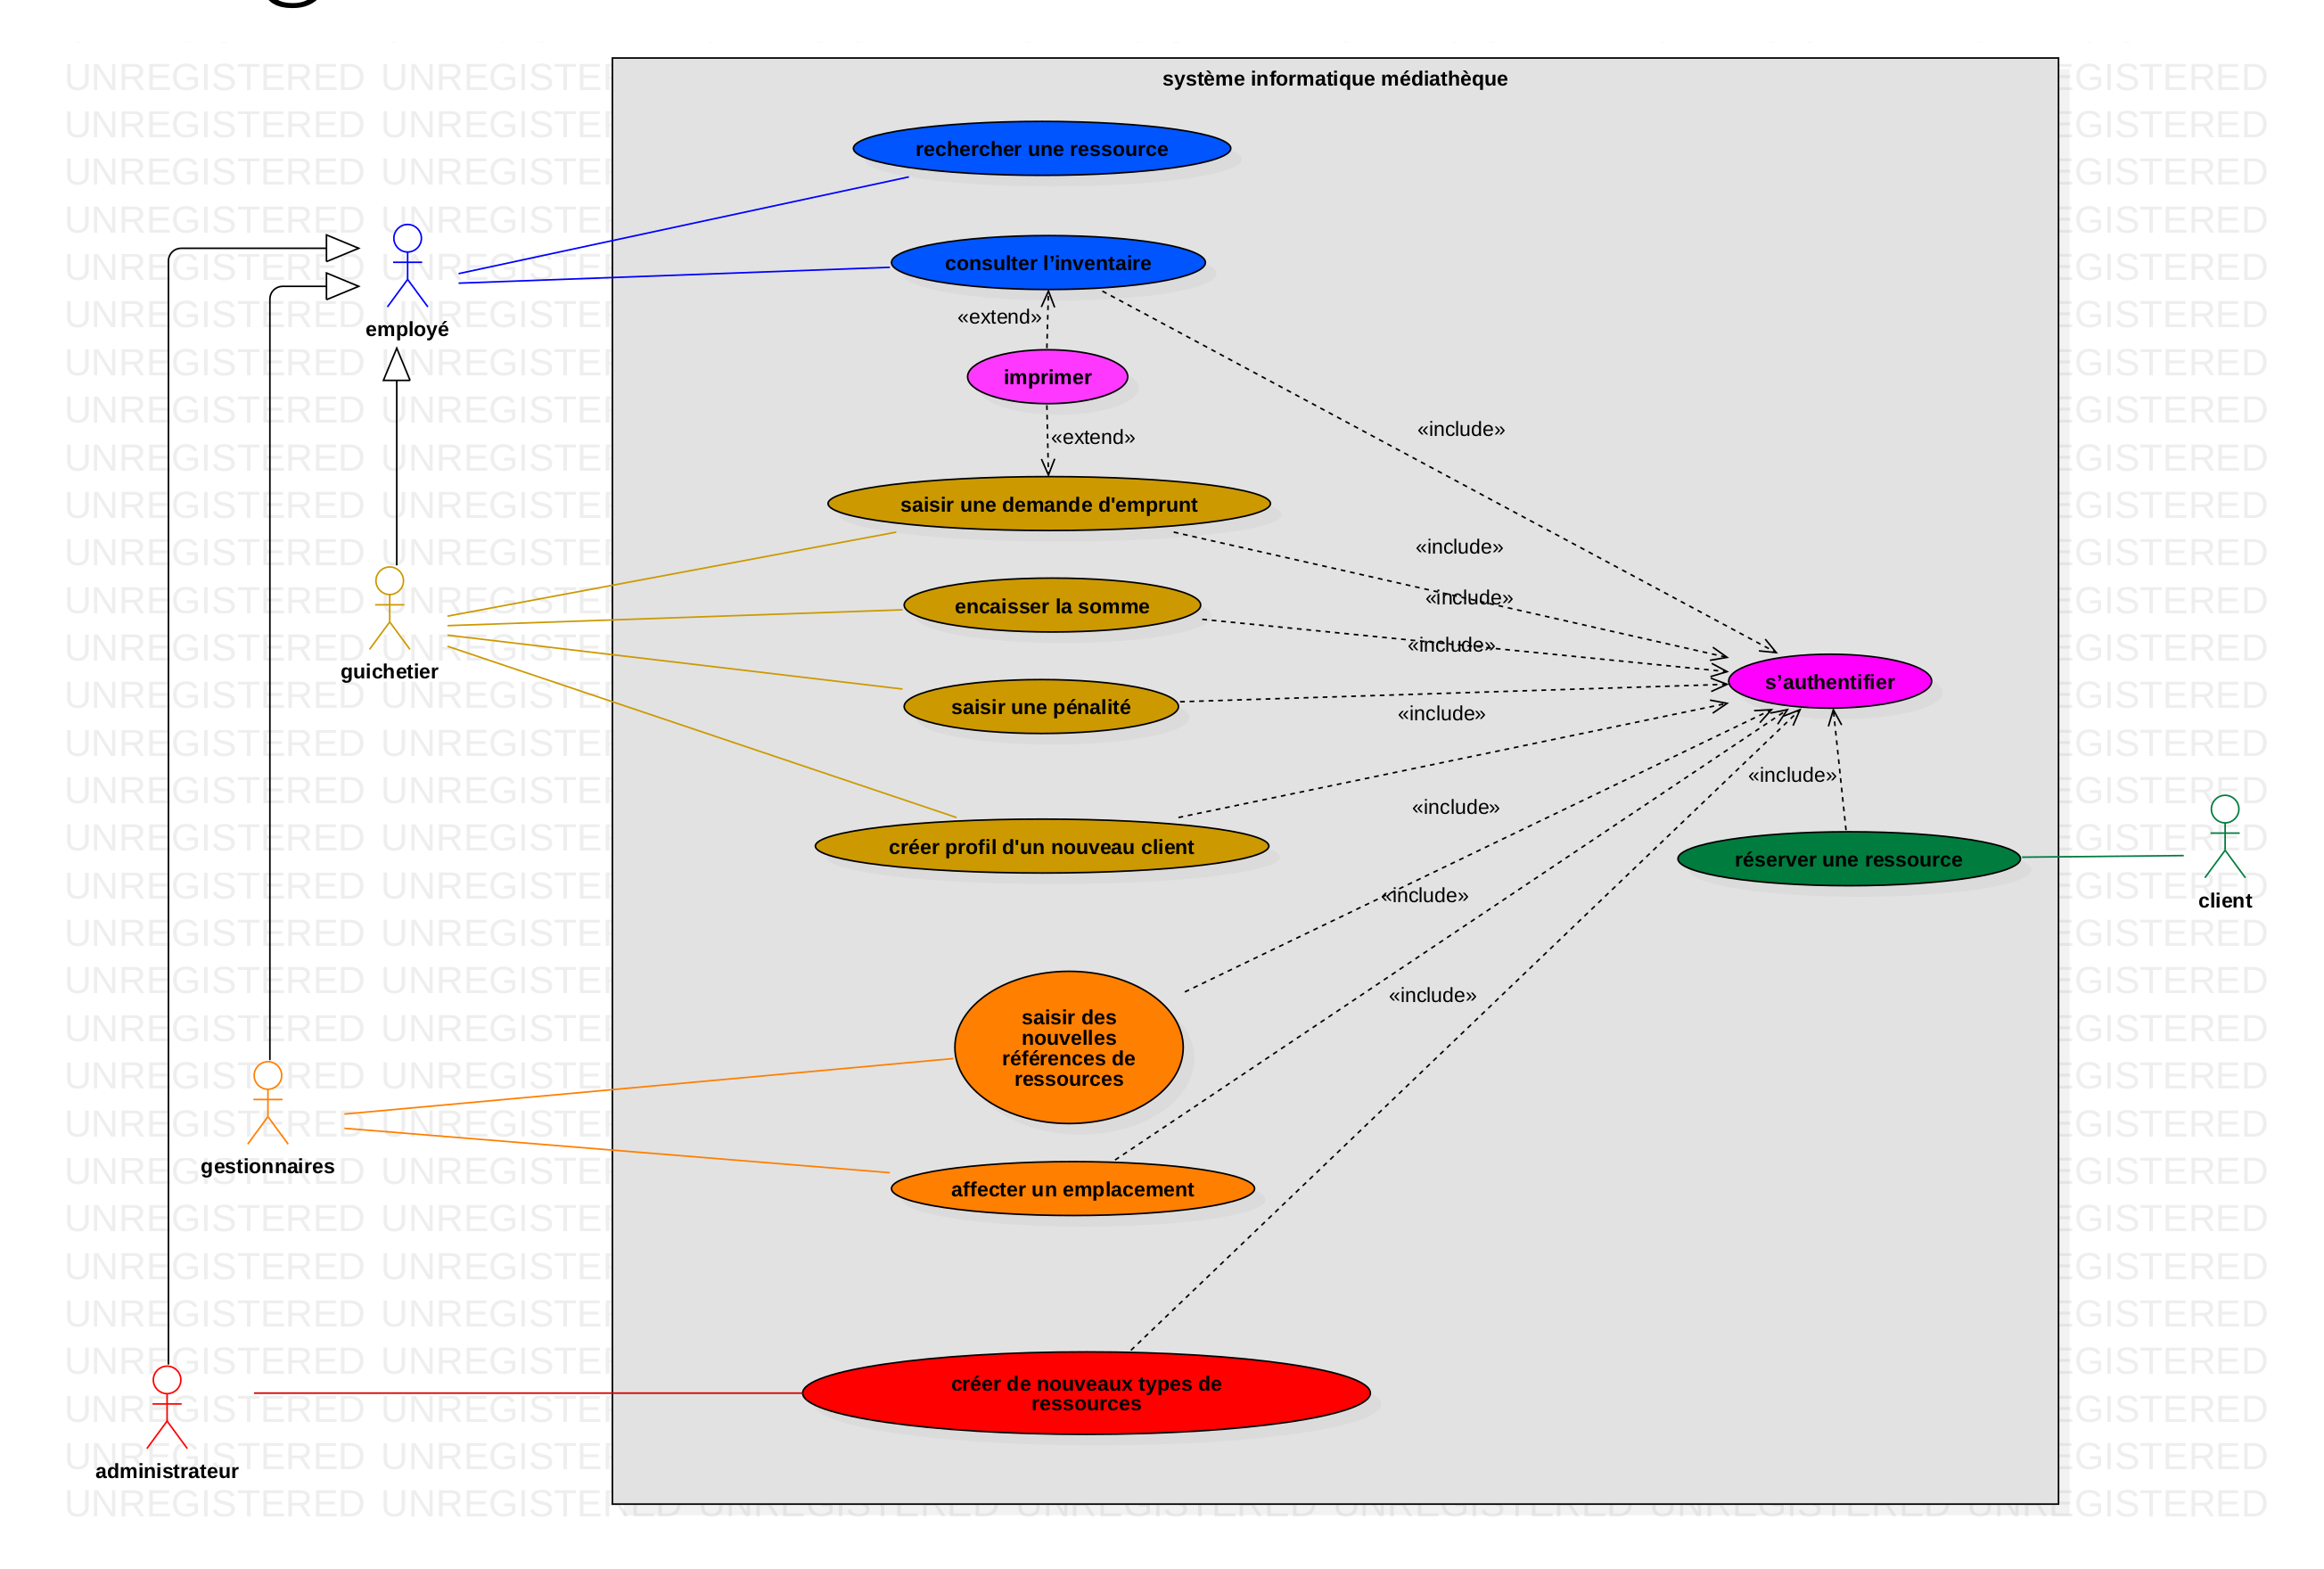 système informatique médiathèque
rechercher une ressource
consulter l’inventaire
«extend»
employé
imprimer
«include»
«extend»
saisir une demande d'emprunt
«include»
«include»
encaisser la somme
«include»
guichetier
s’authentifier
saisir une pénalité
«include»
«include»
«include»
créer profil d'un nouveau client
réserver une ressource
«include»
client
«include»
saisir des
nouvelles
références de
ressources
gestionnaires
affecter un emplacement
créer de nouveaux types de
ressources
administrateur
UNREGISTERED UNREGISTERED UNREGISTERED UNREGISTERED UNREGISTERED UNREGISTERED UNREGISTERED